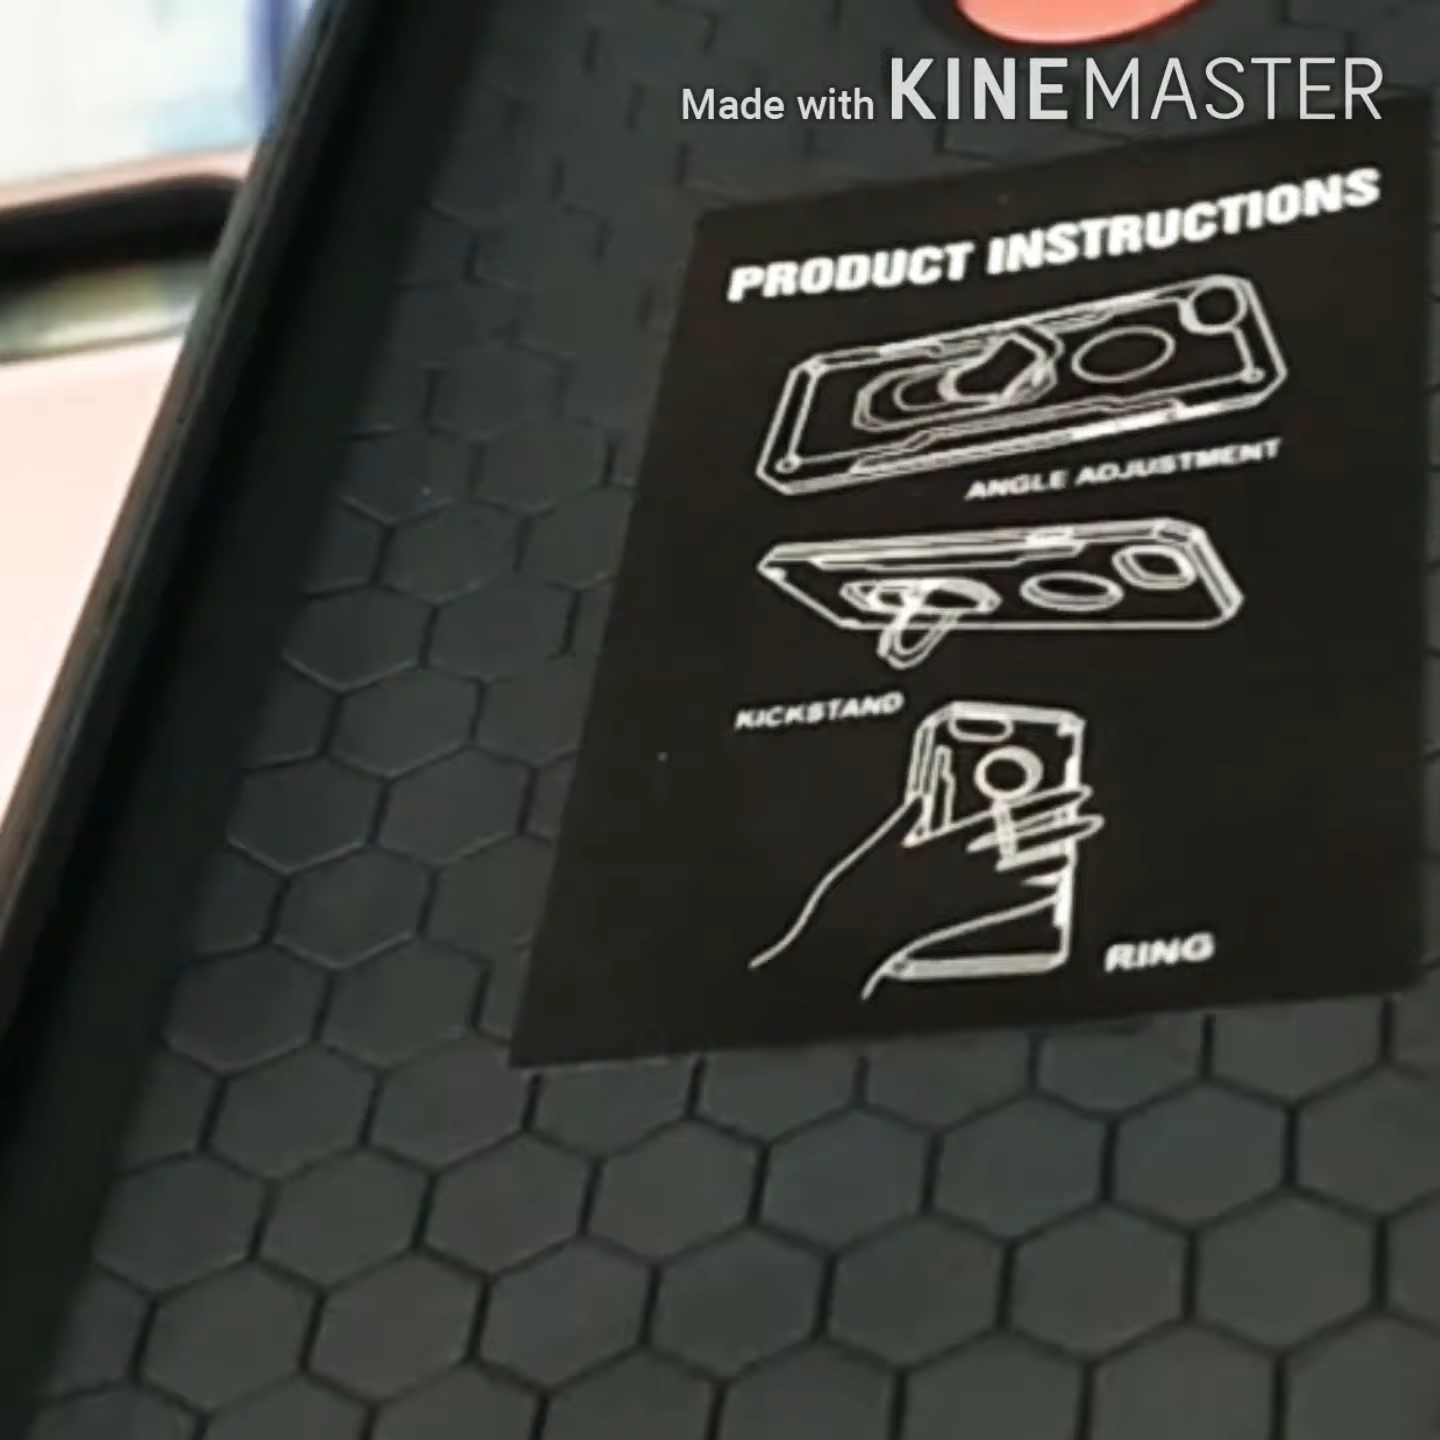 Made with KINEMASTER
PRODUCT INSTRUCTIONS
ANGLE ADJUSTMENT
KICKSTAND
RING